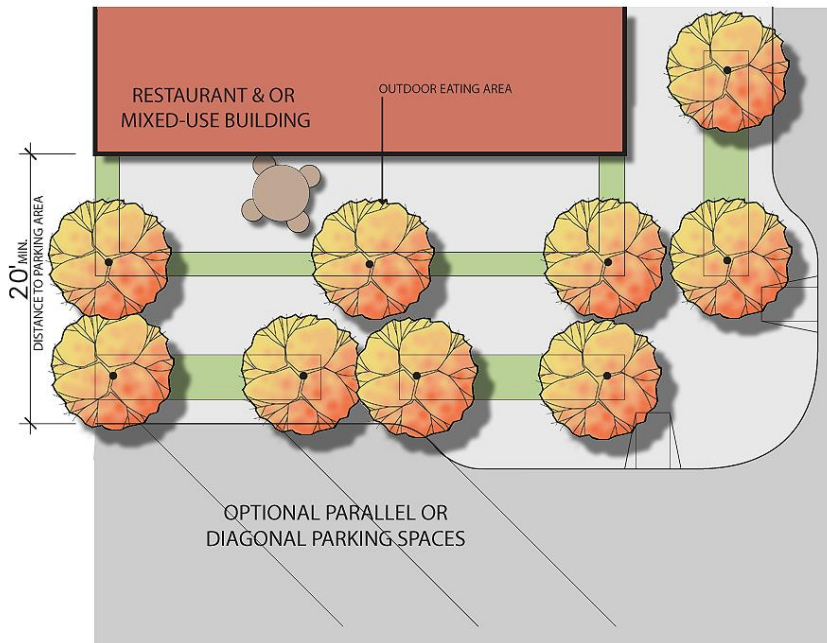 RESTAURANT & OR
MIXED-USE BUILDING
OUTDOOR EATING AREA
20' MIN.
DISTANCE TO PARKING AREA
OPTIONAL PARALLEL OR
DIAGONAL PARKING SPACES